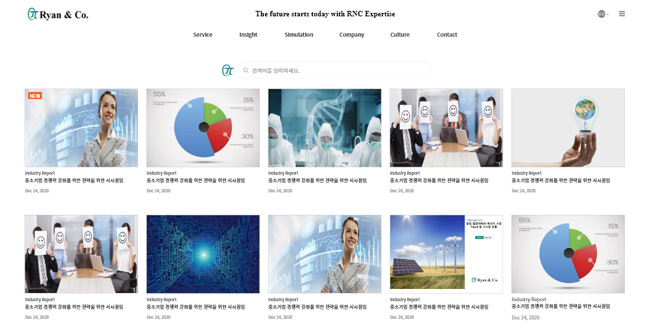 Ryan & Co.
The future starts today with RNC Expertise
Service Insight Simulation Company Culture Contact
검색어를 입력하세요.
NEW
55%
15%
30%
Industry Report
중소기업 경쟁력 강화를 위한 전략을 위한 시사점임
Dec 24, 2020
Industry Report
중소기업 경쟁력 강화를 위한 전략을 위한 시사점임
Dec 24, 2020
Industry Report
중소기업 경쟁력 강화를 위한 전략을 위한 시사점임
Dec 24, 2020
Industry Report
중소기업 경쟁력 강화를 위한 전략을 위한 시사점임
Dec 24, 2020
Industry Report
중소기업 경쟁력 강화를 위한 전략을 위한 시사점임
Dec 24, 2020
Ryan & Co.
55%
15%
30%
Industry Report
중소기업 경쟁력 강화를 위한 전략을 위한 시사점임
Dec 24, 2020
Industry Report
중소기업 경쟁력 강화를 위한 전략을 위한 시사점임
Dec 24, 2020
Industry Report
중소기업 경쟁력 강화를 위한 전략을 위한 시사점임
Dec 24, 2020
Industry Report
중소기업 경쟁력 강화를 위한 전략을 위한 시사점임
Dec 24, 2020
Industry Report
중소기업 경쟁력 강화를 위한 전략을 위한 시사점임
Dec 24, 2020